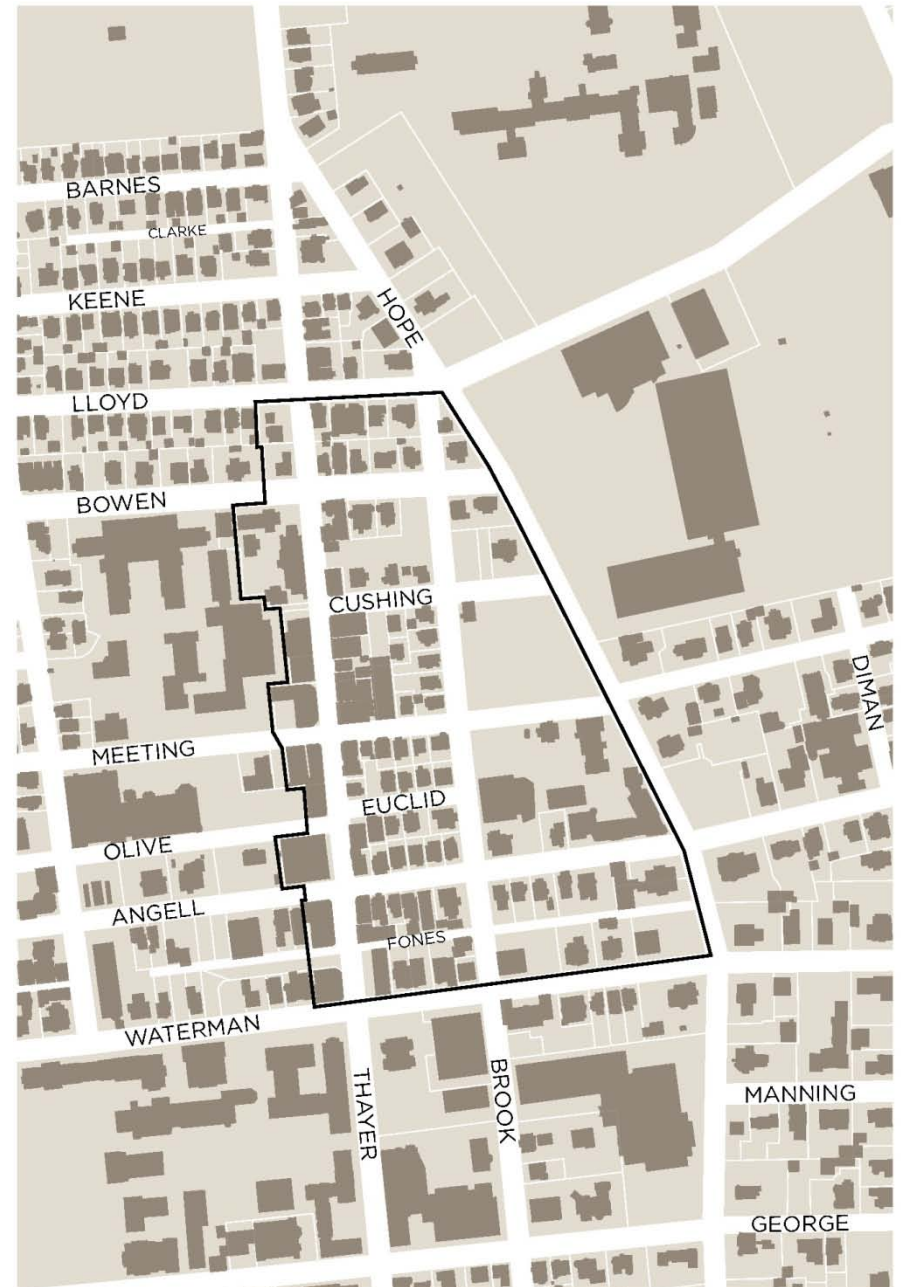 BARNES
CLARKE
KEENE
HOPE
LLOYD
BOWEN
CUSHING
DIMAN
MEETING
EUCLID
OLIVE
ANGELL
FONES
WATERMAN
THAYER
BROOK
MANNING
GEORGE